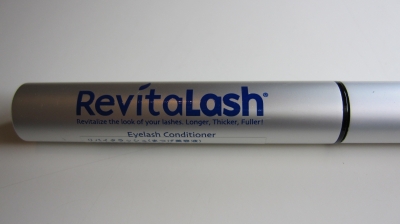 RevitaLash®
Revitalize the look of your lashes. Longer, Thicker, Fuller!
Eyelash Conditioner